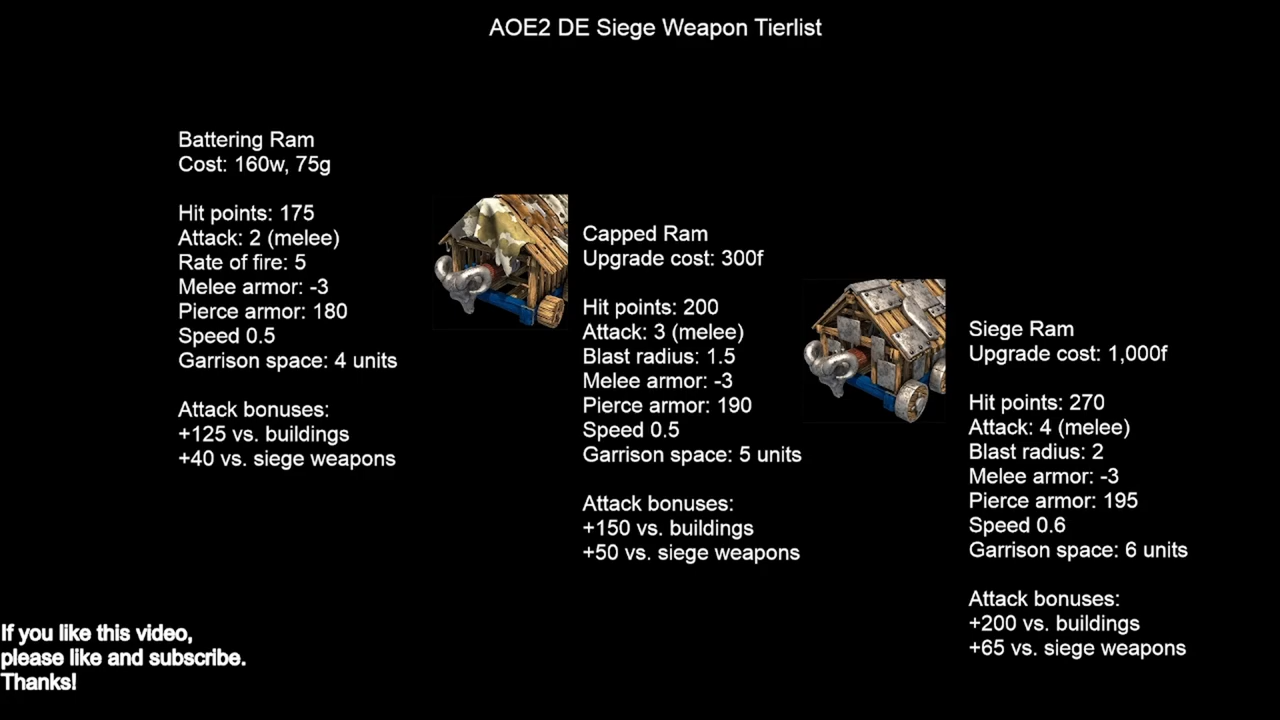 AOE2 DE Siege Weapon Tierlist
Battering Ram
Cost: 160w, 75g
Hit points: 175
Attack: 2 (melee)
Rate of fire: 5
Melee armor: -3
Pierce armor: 180
Speed 0.5
Garrison space: 4 units
Attack bonuses:
+125 vs. buildings
+40 vs. siege weapons
Capped Ram
Upgrade cost: 300f
Hit points: 200
Attack: 3 (melee)
Blast radius: 1.5
Melee armor: -3
Pierce armor: 190
Speed 0.5
Garrison space: 5 units
Attack bonuses:
+150 vs. buildings
+50 vs. siege weapons
Siege Ram
Upgrade cost: 1,000f
Hit points: 270
Attack: 4 (melee)
Blast radius: 2
Melee armor: -3
Pierce armor: 195
Speed 0.6
Garrison space: 6 units
Attack bonuses:
+200 vs. buildings
+65 vs. siege weapons
If you like this video,
please like and subscribe.
Thanks!